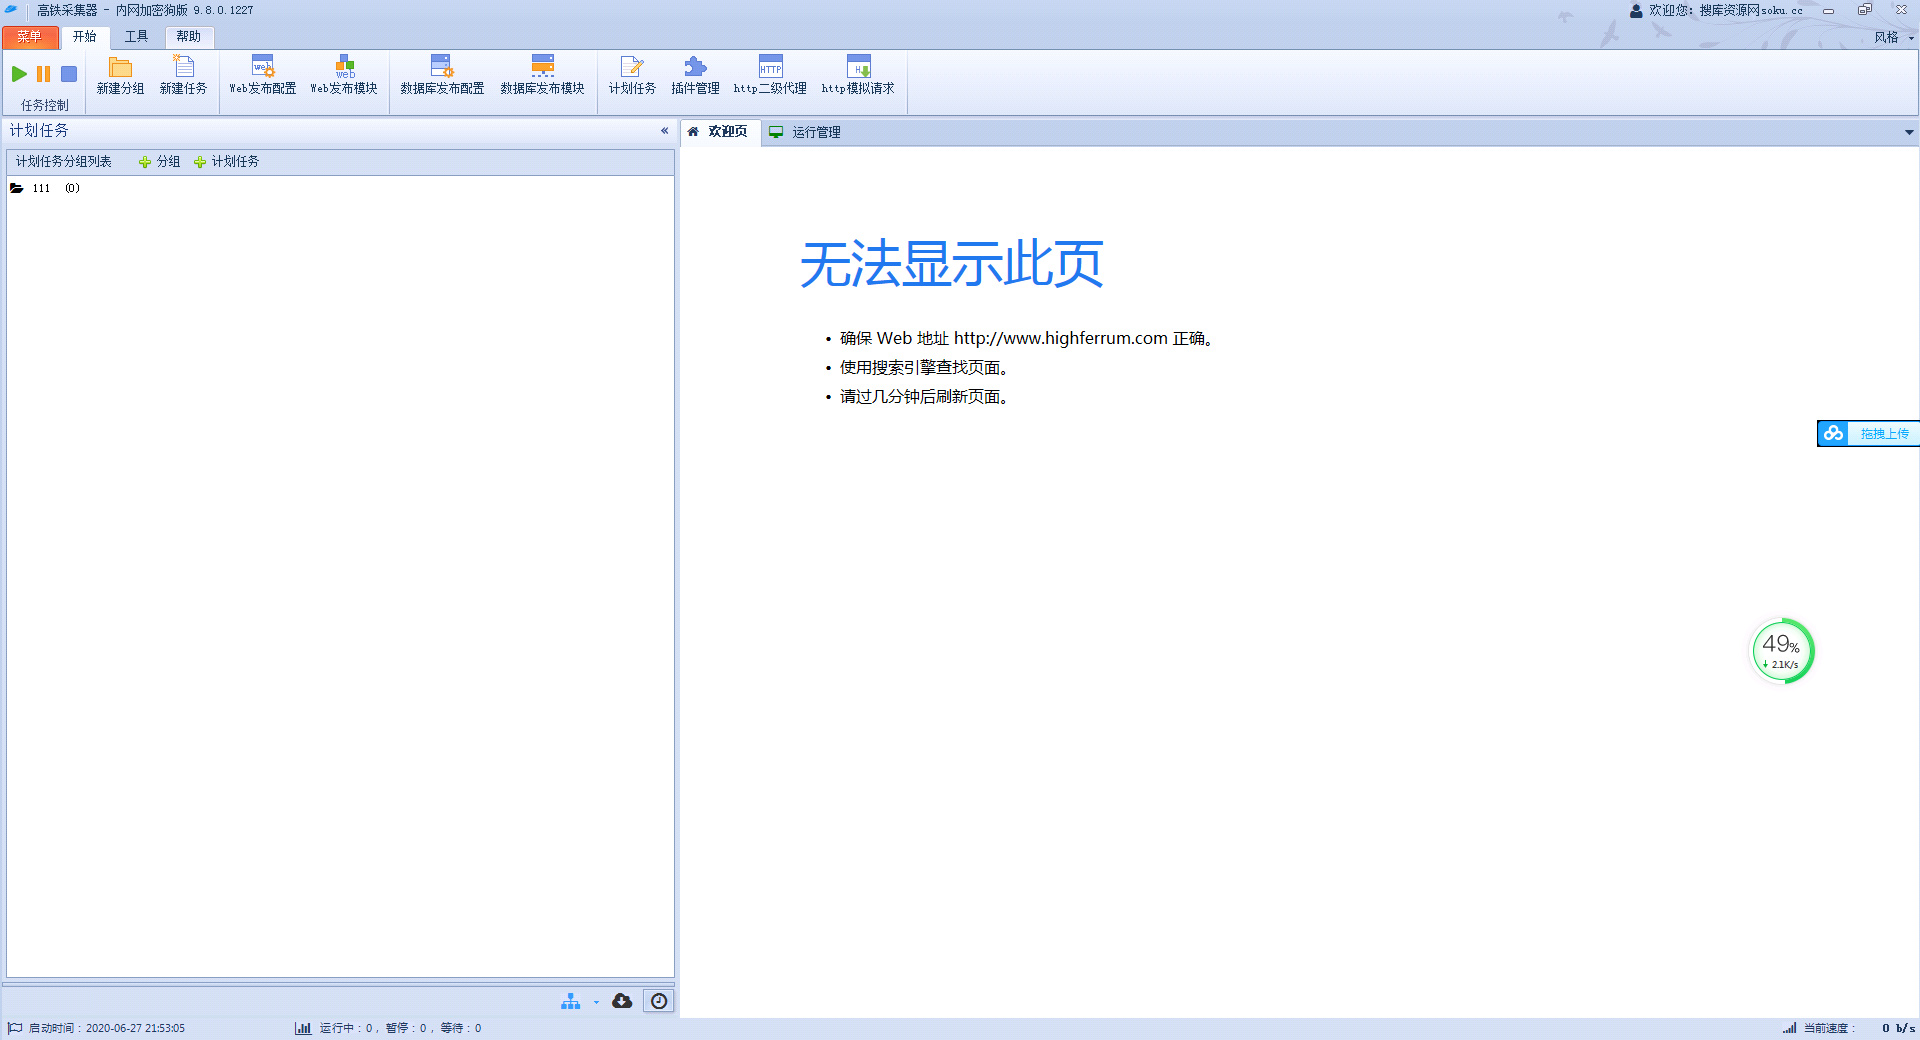 高铁采集器 - 内网加密狗版 9.8.0.1227
欢迎您：搜库资源网soku.cc
菜单 开始 工具 帮助
风格
新建分组 新建任务 Web发布配置 Web发布模块 数据库发布配置 数据库发布模块 计划任务 插件管理 http二级代理 http模拟请求
任务控制
计划任务
欢迎页 运行管理
计划任务分组列表 分组 计划任务
111 (0)
无法显示此页
• 确保 Web 地址 http://www.highferrum.com 正确。
• 使用搜索引擎查找页面。
• 请过几分钟后刷新页面。
拖拽上传
49%
↓ 2.1K/s
启动时间：2020-06-27 21:53:05
运行中：0，暂停：0，等待：0
当前速度： 0 b/s